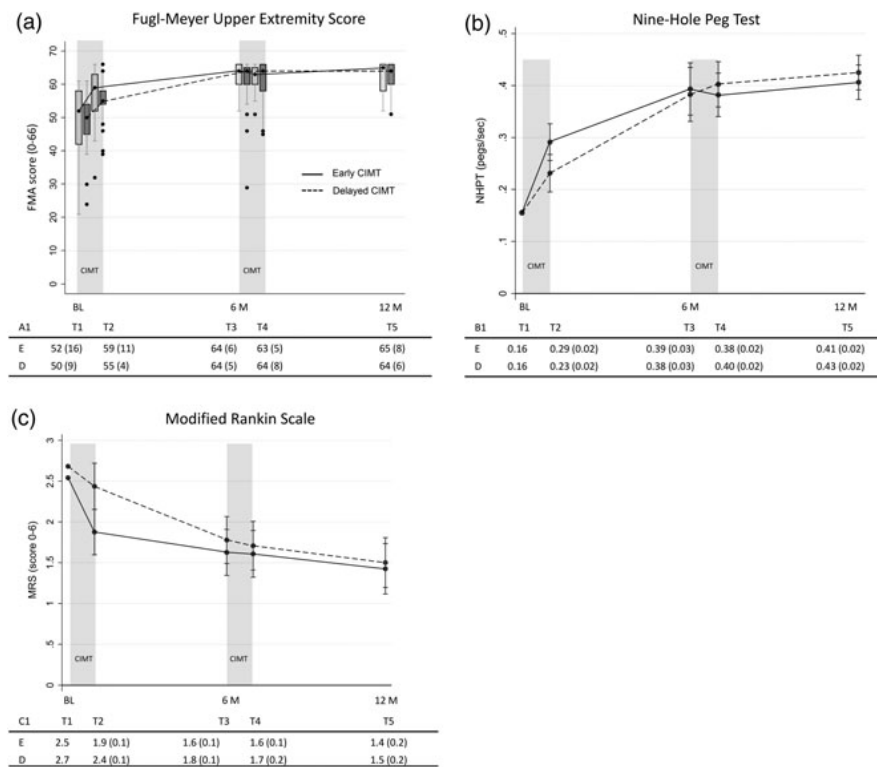 (a)
Fugl-Meyer Upper Extremity Score
FMA score (0-66)
70
60
50
40
30
20
10
0
Early CIMT
Delayed CIMT
CIMT
CIMT
BL 6 M 12 M
A1 T1 T2 T3 T4 T5
E 52 (16) 59 (11) 64 (6) 63 (5) 65 (8)
D 50 (9) 55 (4) 64 (5) 64 (8) 64 (6)
(b)
Nine-Hole Peg Test
NHPT (pegs/sec)
.5
.4
.3
.2
.1
0
CIMT
CIMT
BL 6 M 12 M
B1 T1 T2 T3 T4 T5
E 0.16 0.29 (0.02) 0.39 (0.03) 0.38 (0.02) 0.41 (0.02)
D 0.16 0.23 (0.02) 0.38 (0.03) 0.40 (0.02) 0.43 (0.02)
(c)
Modified Rankin Scale
MRS (score 0-6)
3
2.5
2
1.5
1
.5
0
CIMT
CIMT
BL 6 M 12 M
C1 T1 T2 T3 T4 T5
E 2.5 1.9 (0.1) 1.6 (0.1) 1.6 (0.1) 1.4 (0.2)
D 2.7 2.4 (0.1) 1.8 (0.1) 1.7 (0.2) 1.5 (0.2)